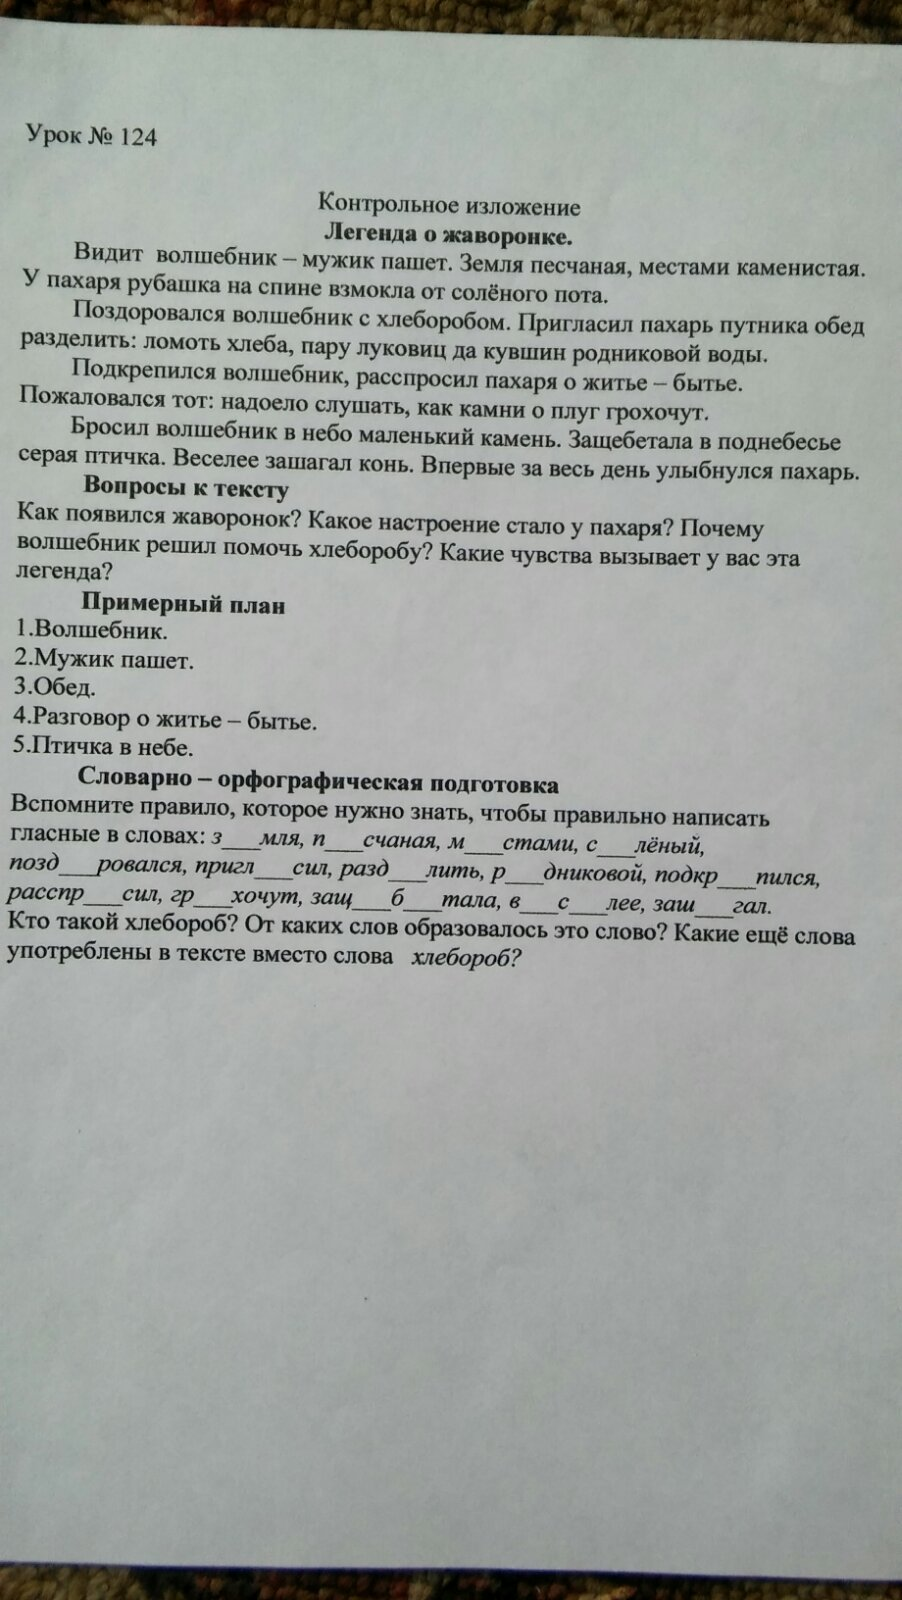 Урок № 124
Контрольное изложение
Легенда о жаворонке.
Видит волшебник – мужик пашет. Земля песчаная, местами каменистая.
У пахаря рубашка на спине взмокла от солёного пота.
Поздоровался волшебник с хлеборобом. Пригласил пахарь путника обед
разделить: ломоть хлеба, пару луковиц да кувшин родниковой воды.
Подкрепился волшебник, расспросил пахаря о житье – бытье.
Пожаловался тот: надоело слушать, как камни о плуг грохочут.
Бросил волшебник в небо маленький камень. Защебетала в поднебесье
серая птичка. Веселее зашагал конь. Впервые за весь день улыбнулся пахарь.
Вопросы к тексту
Как появился жаворонок? Какое настроение стало у пахаря? Почему
волшебник решил помочь хлеборобу? Какие чувства вызывает у вас эта
легенда?
Примерный план
1.Волшебник.
2.Мужик пашет.
3.Обед.
4.Разговор о житье – бытье.
5.Птичка в небе.
Словарно – орфографическая подготовка
Вспомните правило, которое нужно знать, чтобы правильно написать
гласные в словах: з___мля, п___счаная, м___стами, с___лёный,
позд___ровался, пригл___сил, разд___лить, р___дниковой, подкр___пился,
расспр___сил, гр___хочут, защ___б___тала, в___с___лее, заш___гал.
Кто такой хлебороб? От каких слов образовалось это слово? Какие ещё слова
употреблены в тексте вместо слова хлебороб?